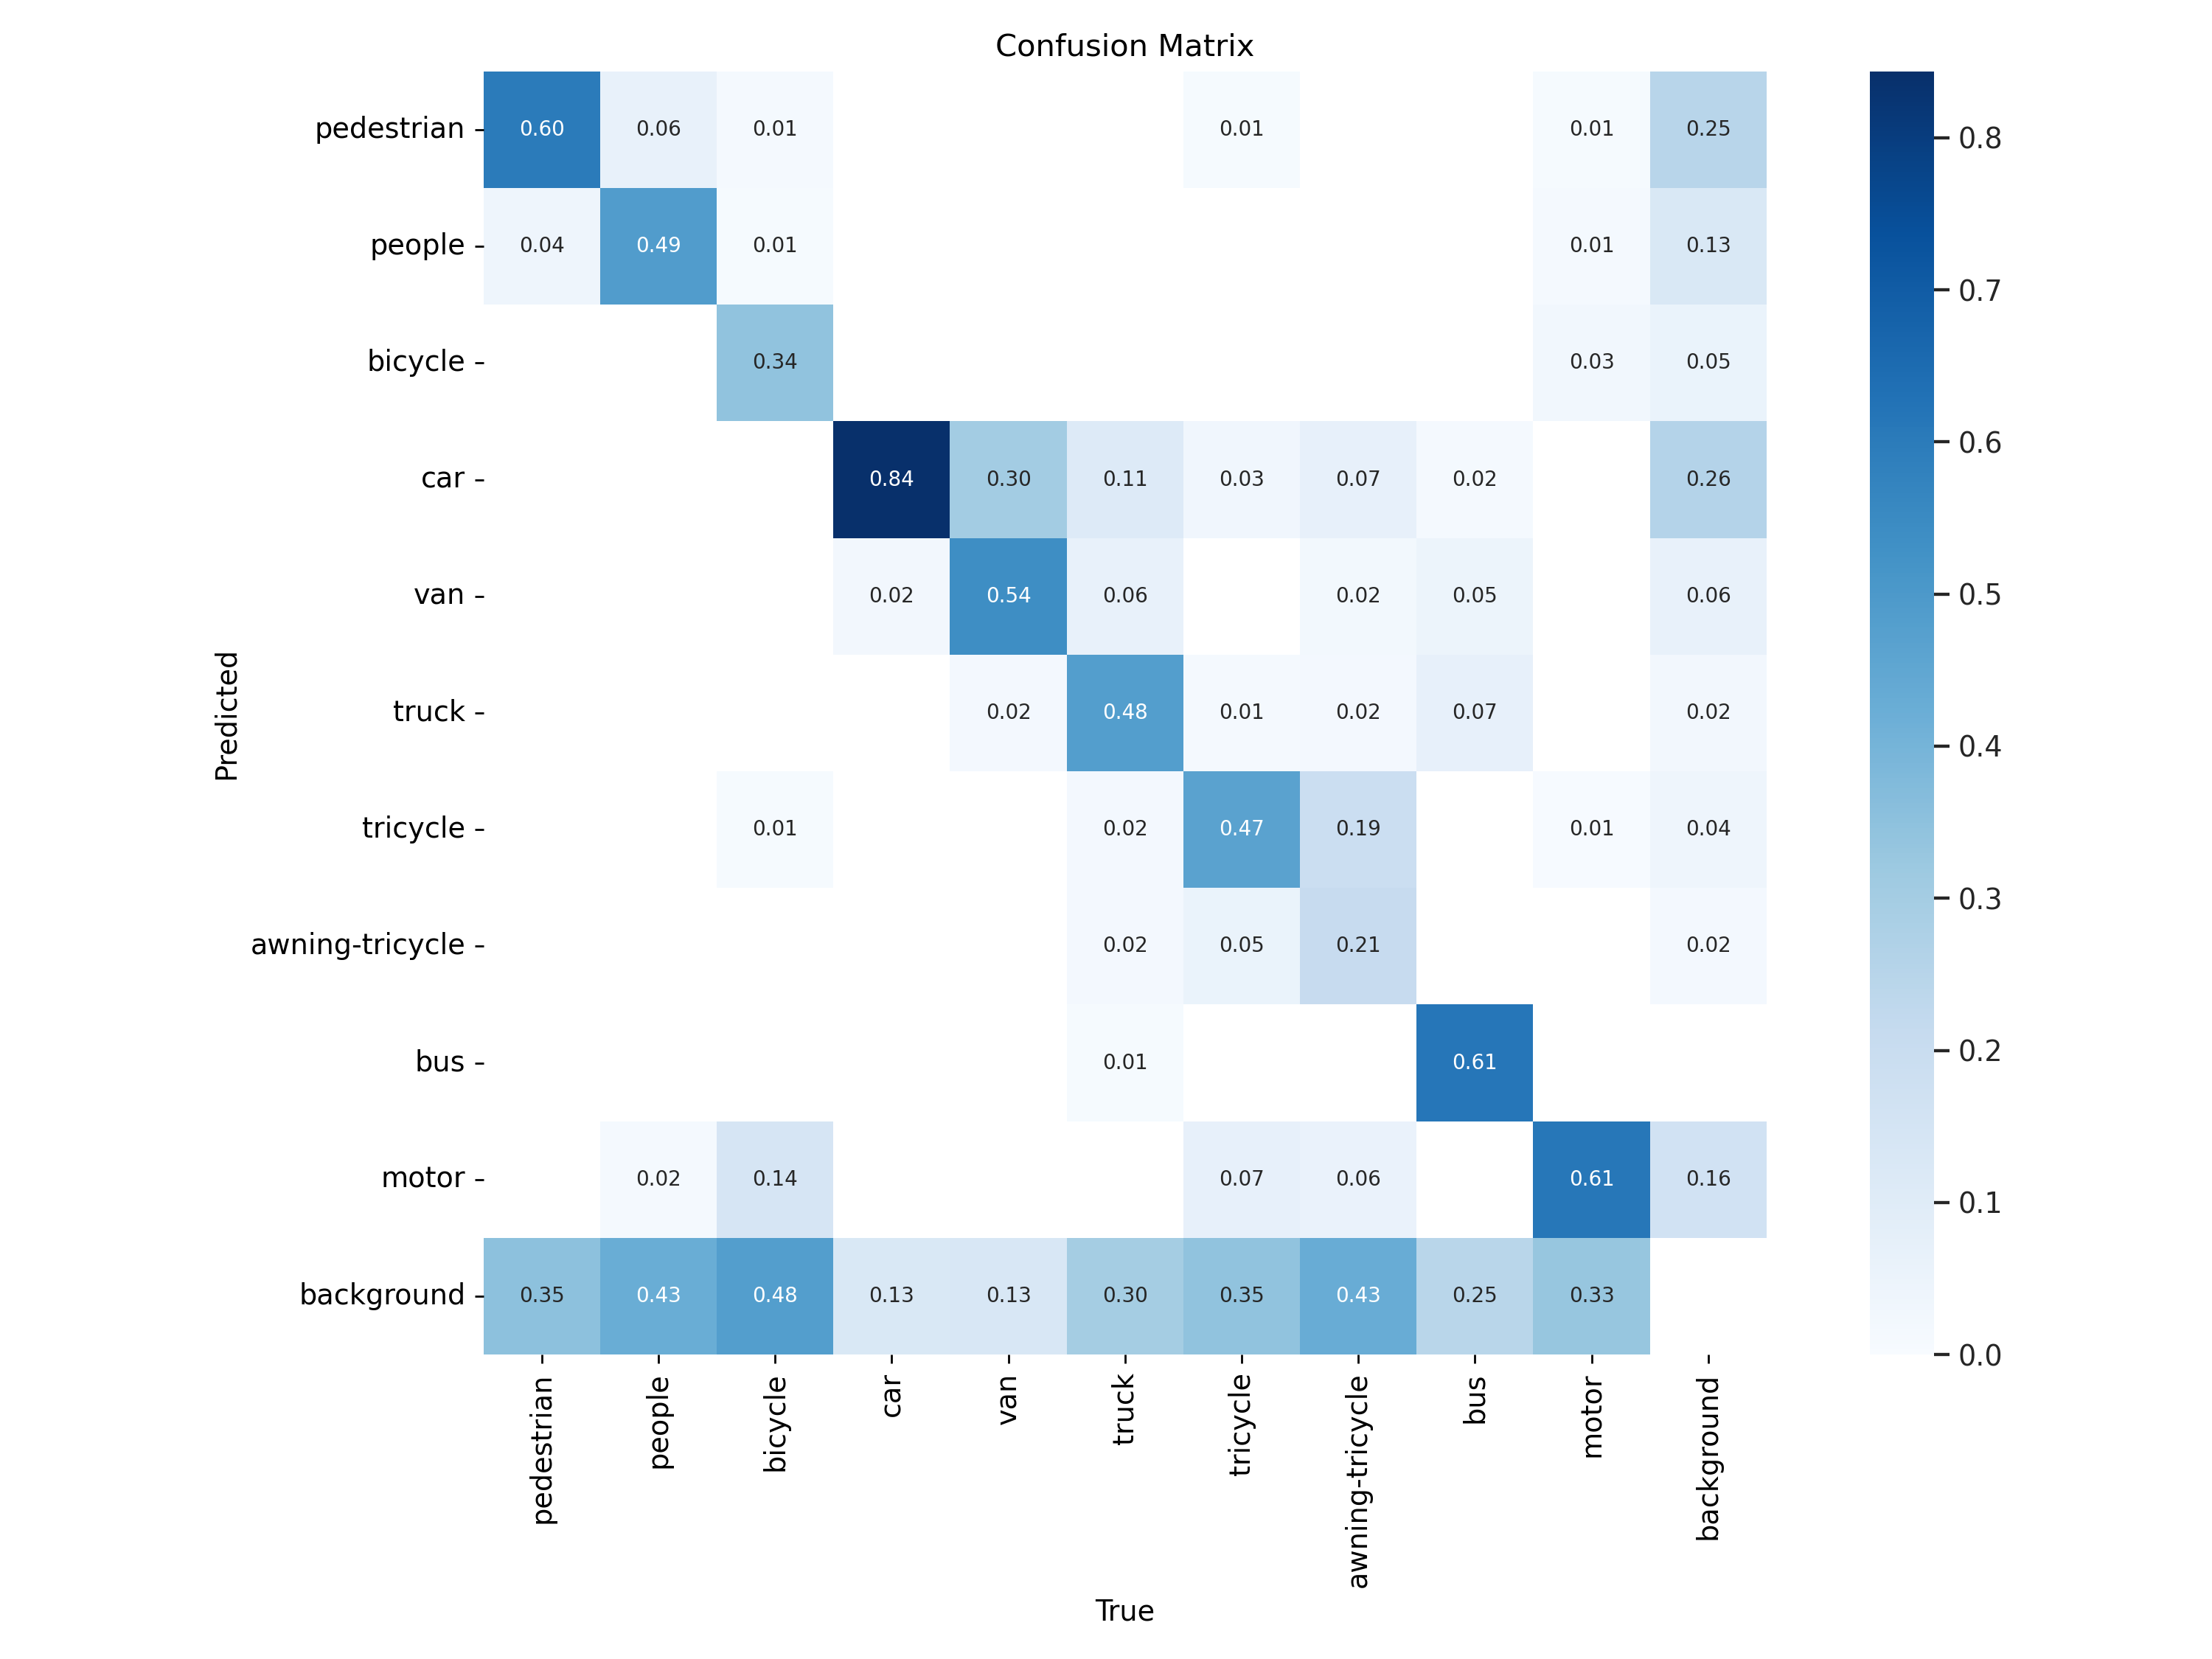 Confusion Matrix
pedestrian 0.60 0.06 0.01 0.01 0.01 0.25
people 0.04 0.49 0.01 0.01 0.13
bicycle 0.34 0.03 0.05
car 0.84 0.30 0.11 0.03 0.07 0.02 0.26
van 0.02 0.54 0.06 0.02 0.05 0.06
truck 0.02 0.48 0.01 0.02 0.07 0.02
tricycle 0.01 0.02 0.47 0.19 0.01 0.04
awning-tricycle 0.02 0.05 0.21 0.02
bus 0.01 0.61
motor 0.02 0.14 0.07 0.06 0.61 0.16
background 0.35 0.43 0.48 0.13 0.13 0.30 0.35 0.43 0.25 0.33
Predicted
pedestrian
people
bicycle
car
van
truck
tricycle
awning-tricycle
bus
motor
background
True
0.8
0.7
0.6
0.5
0.4
0.3
0.2
0.1
0.0